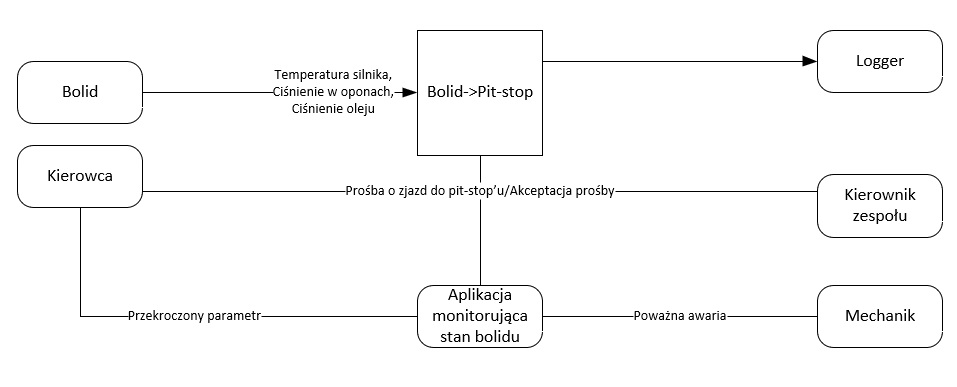 Bolid
Temperatura silnika,
Ciśnienie w oponach,
Ciśnienie oleju
Bolid->Pit-stop
Logger
Kierowca
Prośba o zjazd do pit-stop’u/Akceptacja prośby
Kierownik
zespołu
Przekroczony parametr
Aplikacja
monitorująca
stan bolidu
Poważna awaria
Mechanik